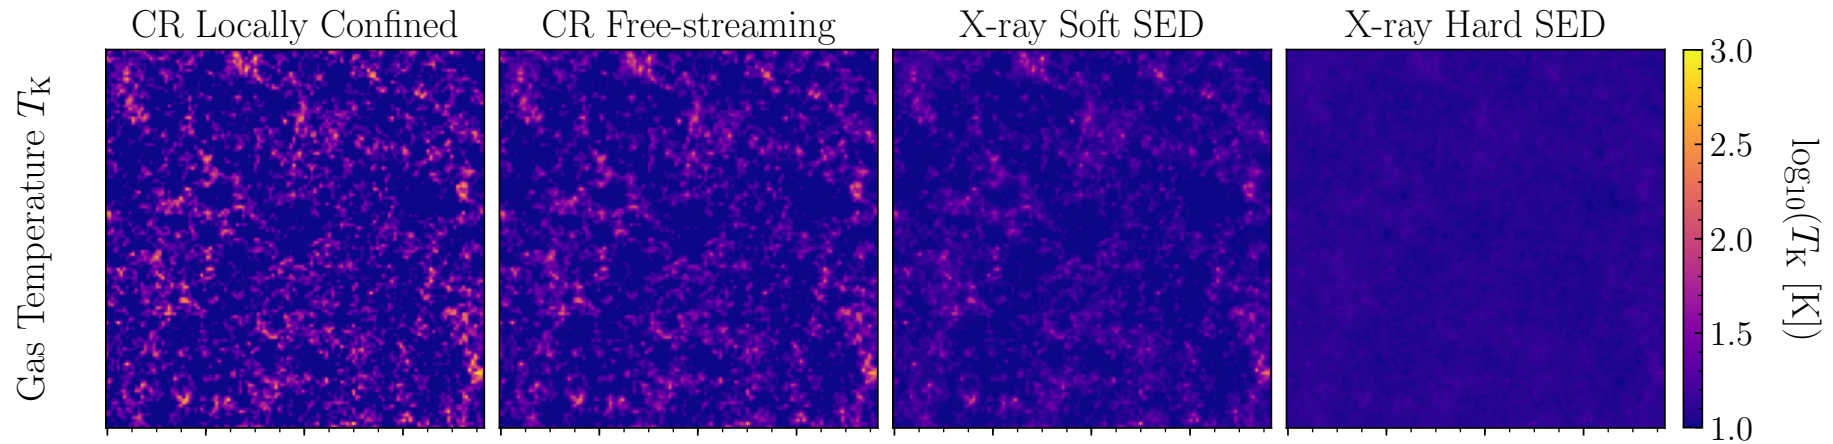 CR Locally Confined
CR Free-streaming
X-ray Soft SED
X-ray Hard SED
Gas Temperature T_K
3.0
2.5
2.0
1.5
1.0
log₁₀(T_K [K])